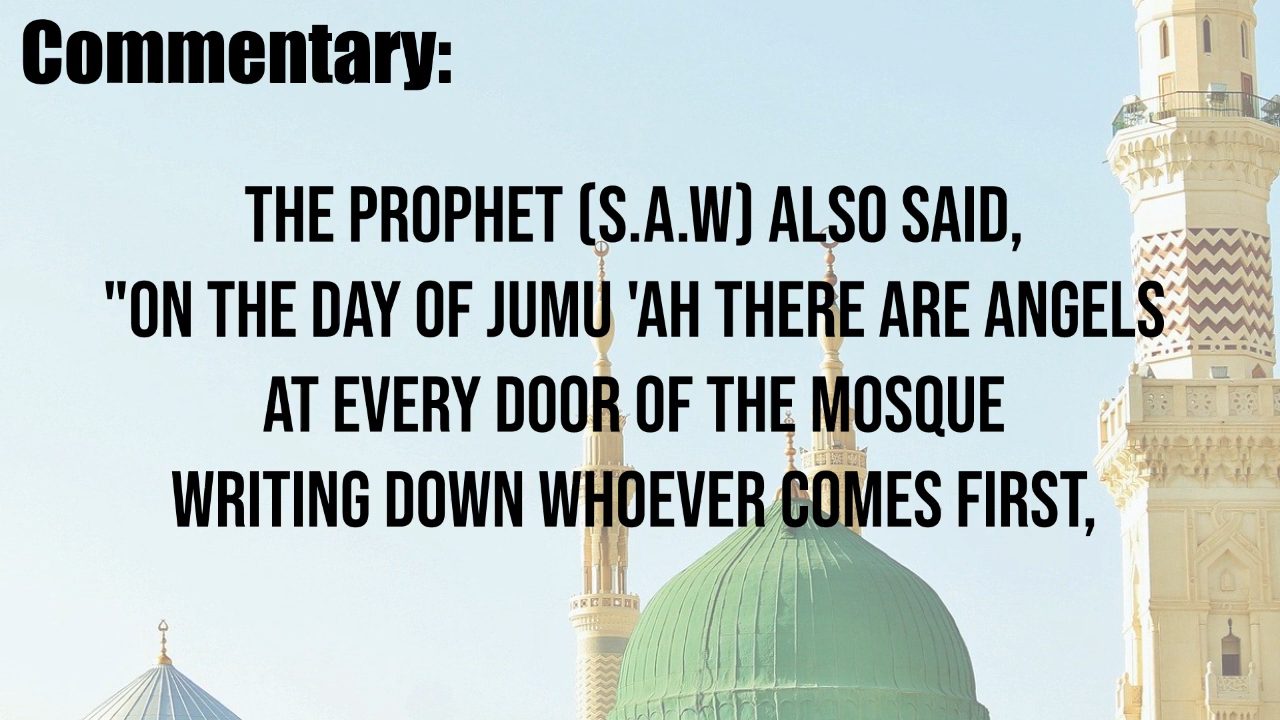 Commentary:
THE PROPHET (S.A.W) ALSO SAID,
"ON THE DAY OF JUMU 'AH THERE ARE ANGELS
AT EVERY DOOR OF THE MOSQUE
WRITING DOWN WHOEVER COMES FIRST,